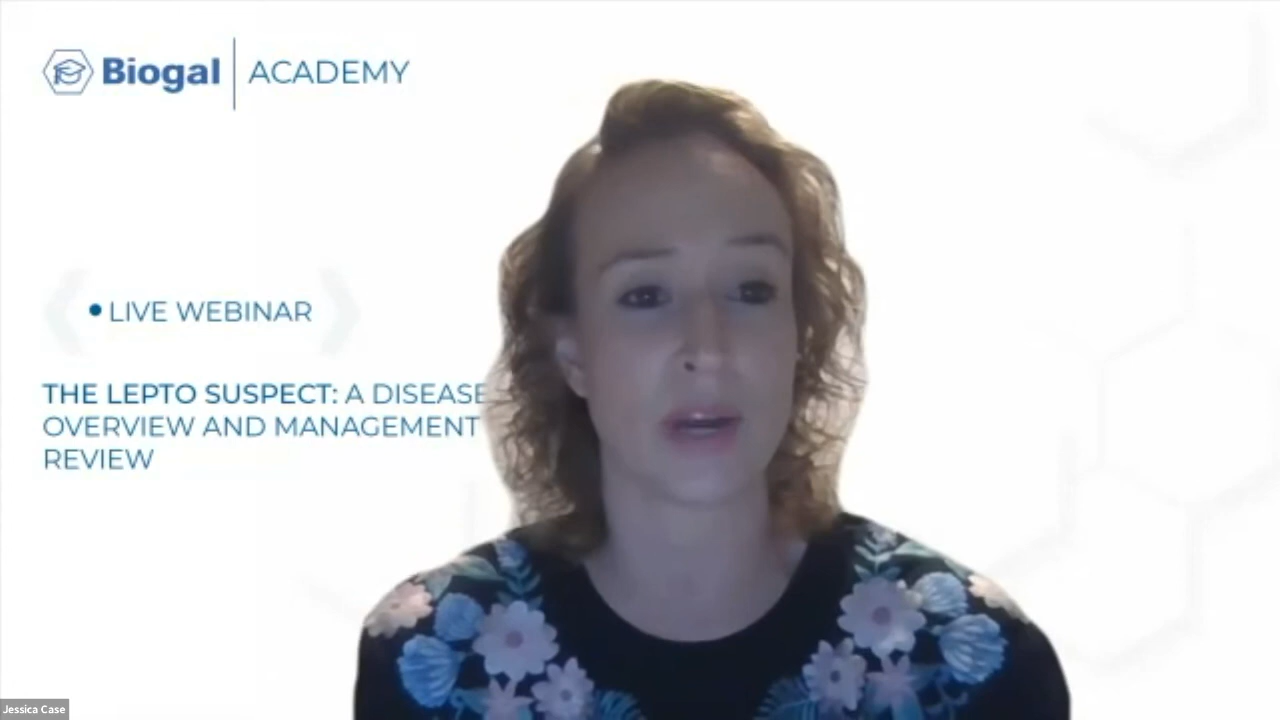 Biogal ACADEMY
• LIVE WEBINAR
THE LEPTO SUSPECT: A DISEASE
OVERVIEW AND MANAGEMENT
REVIEW
Jessica Case